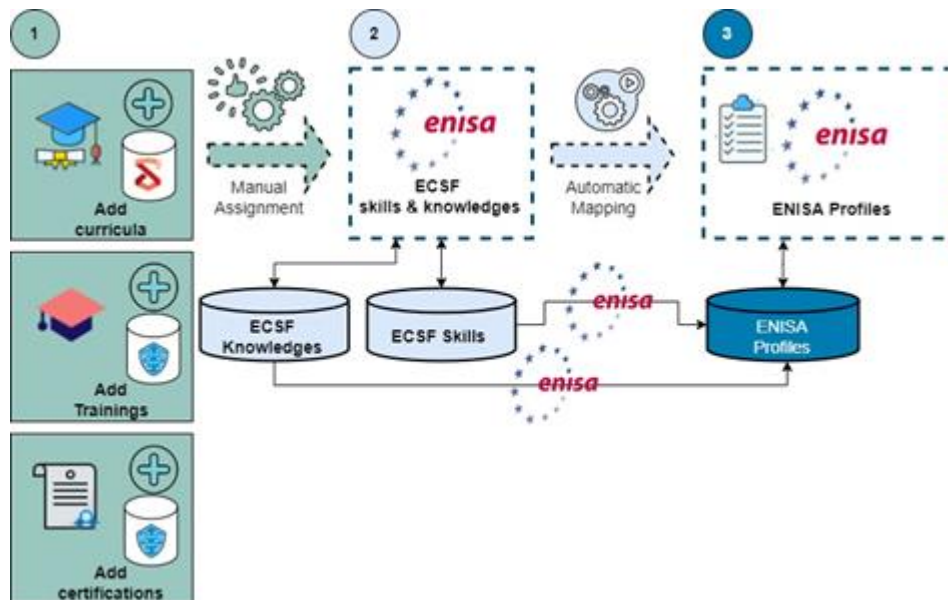 1
2
3
Add
curricula
Manual
Assignment
enisa
ECSF
skills & knowledges
Automatic
Mapping
enisa
ENISA Profiles
Add
Trainings
ECSF
Knowledges
ECSF Skills
enisa
enisa
ENISA
Profiles
Add
certifications